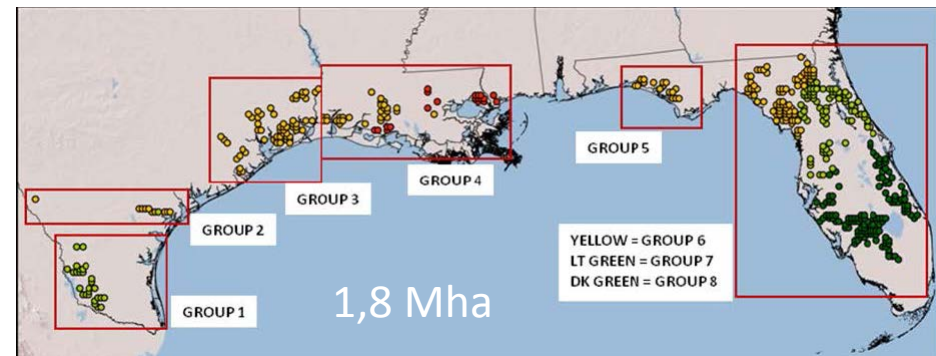 GROUP 5
GROUP 4
GROUP 3
GROUP 2
YELLOW = GROUP 6
LT GREEN = GROUP 7
DK GREEN = GROUP 8
GROUP 1
1,8 Mha